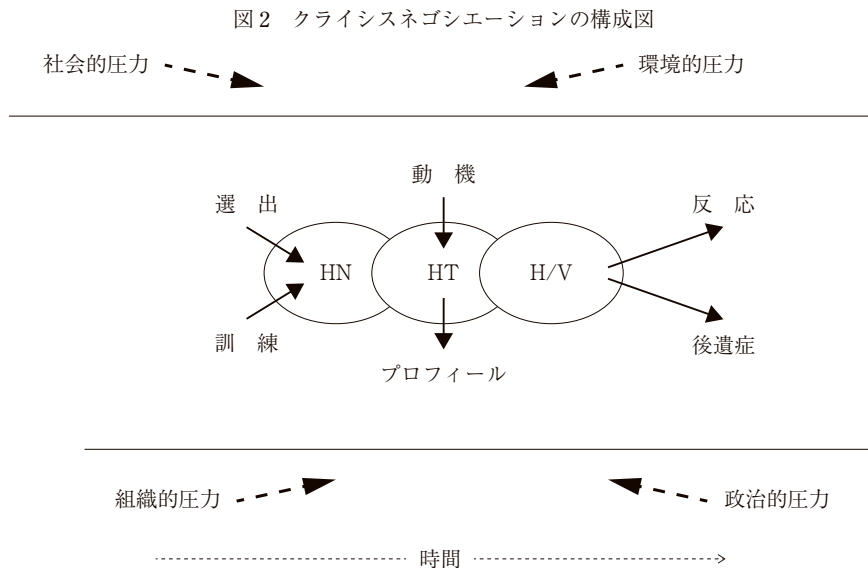 図2 クライシスネゴシエーションの構成図
社会的圧力
環境的圧力
動 機
選 出
反 応
HN
HT
H/V
訓 練
後遺症
プロフィール
組織的圧力
政治的圧力
時間